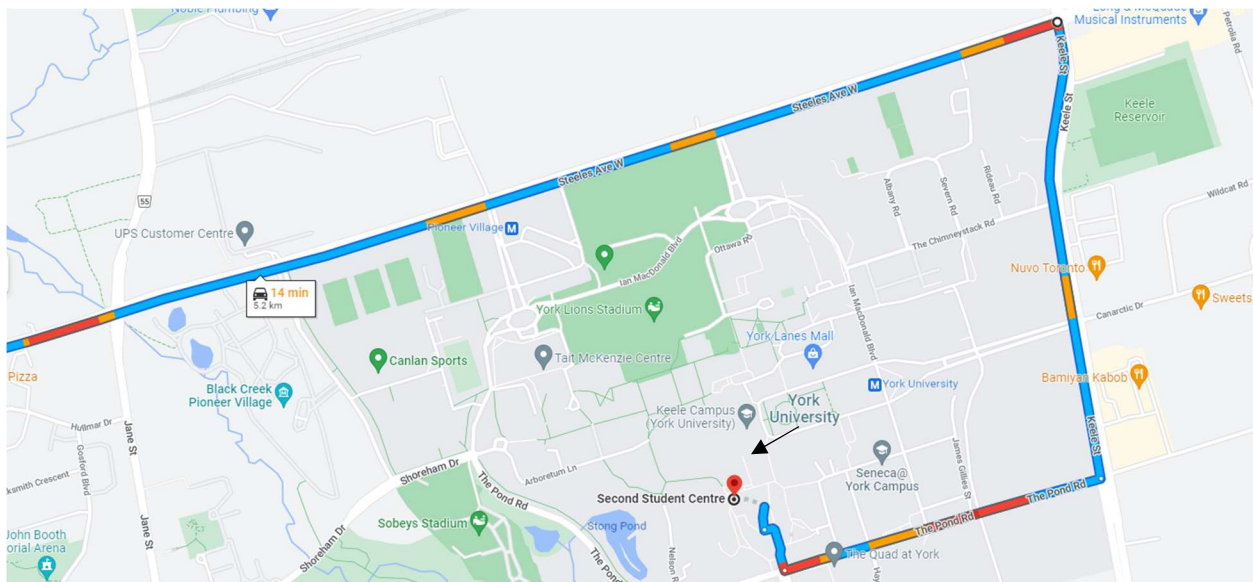 Noble Plumbing
Long & McQuade
Musical Instruments
Petrolia Rd
Keele St
Keele St
Keele
Reservoir
Steeles Ave W
Steeles Ave W
Wildcat Rd
Albany Rd
Severn Rd
Rideau Rd
55
UPS Customer Centre
Pioneer Village
M
The Chimneystack Rd
Ottawa Rd
Ian MacDonald Blvd
Nuvo Toronto
14 min
5.2 km
York Lions Stadium
Ian MacDonald Blvd
Sweets
Canarctic Dr
York Lanes Mall
Canlan Sports
Tait McKenzie Centre
Pizza
Black Creek
Pioneer Village
M
York University
Bamiyan Kabob
Keele Campus
(York University)
York
University
Hullmar Dr
Jane St
Gosford Blvd
Keele St
James Gillies St
Shoreham Dr
Arboretum Ln
Seneca@
York Campus
The Pond Rd
Second Student Centre
The Pond Rd
Sobeys Stadium
Stong Pond
The Pond Rd
Jane St
Shoreham Dr
John Booth
orial Arena
Nelson R
The Pond
The Quad at York